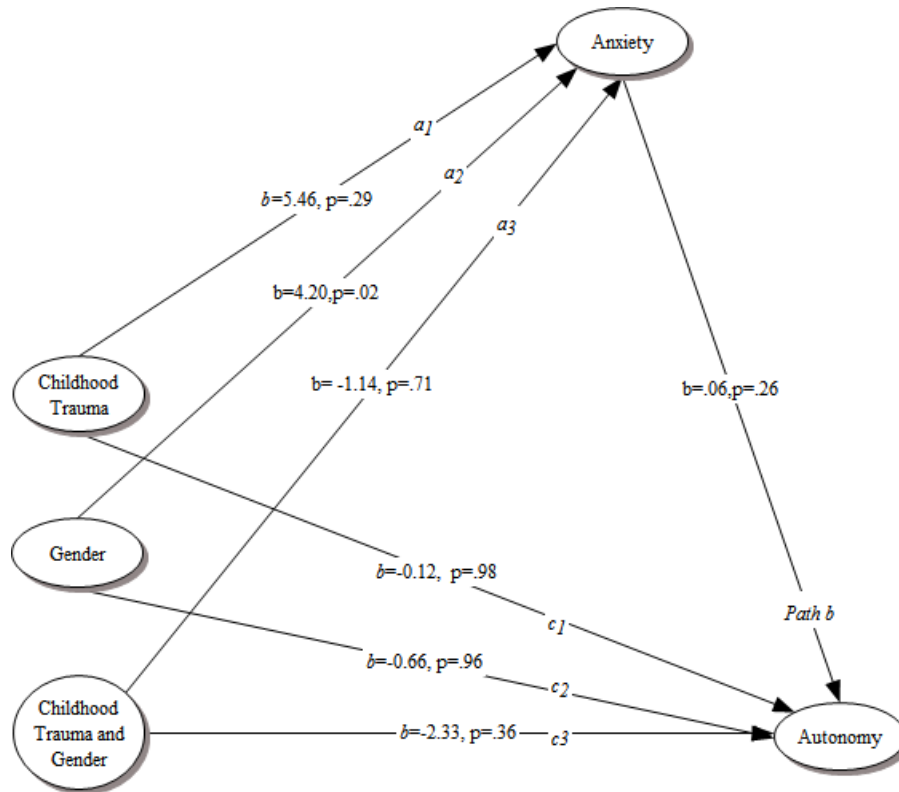 Anxiety
a1
a2
b=5.46, p=.29
a3
b=4.20,p=.02
Childhood
Trauma
b= -1.14, p=.71
b=.06,p=.26
Gender
b=-0.12, p=.98
Path b
c1
b=-0.66, p=.96
c2
Childhood
Trauma and
Gender
b=-2.33, p=.36
c3
Autonomy